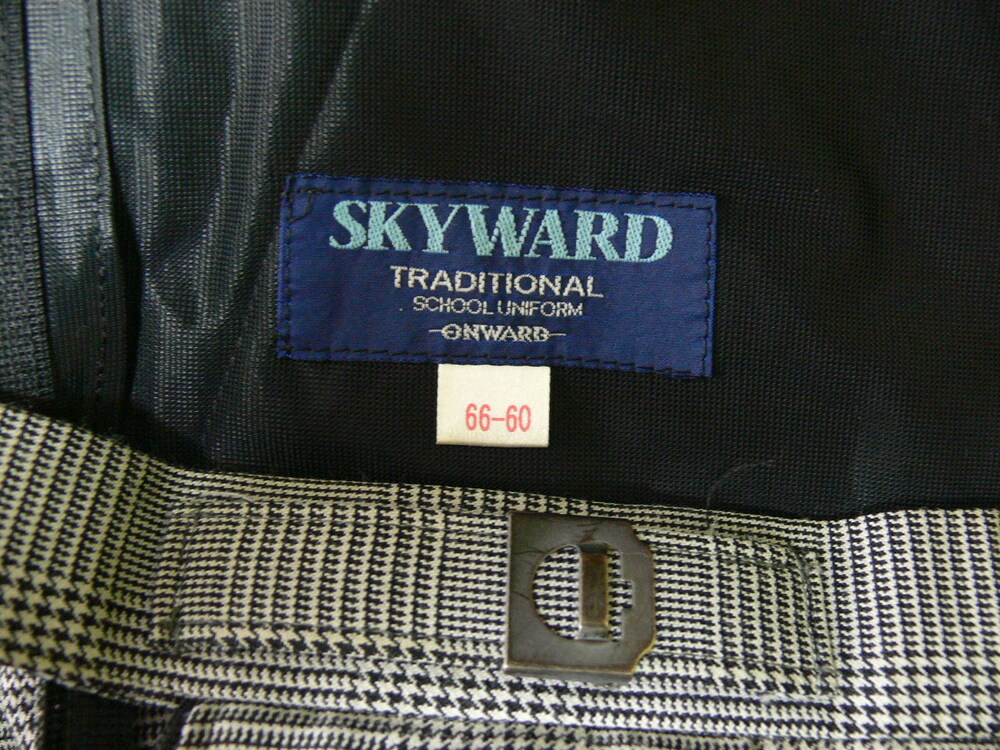 SKYWARD
TRADITIONAL
SCHOOL UNIFORM
ONWARD
66-60